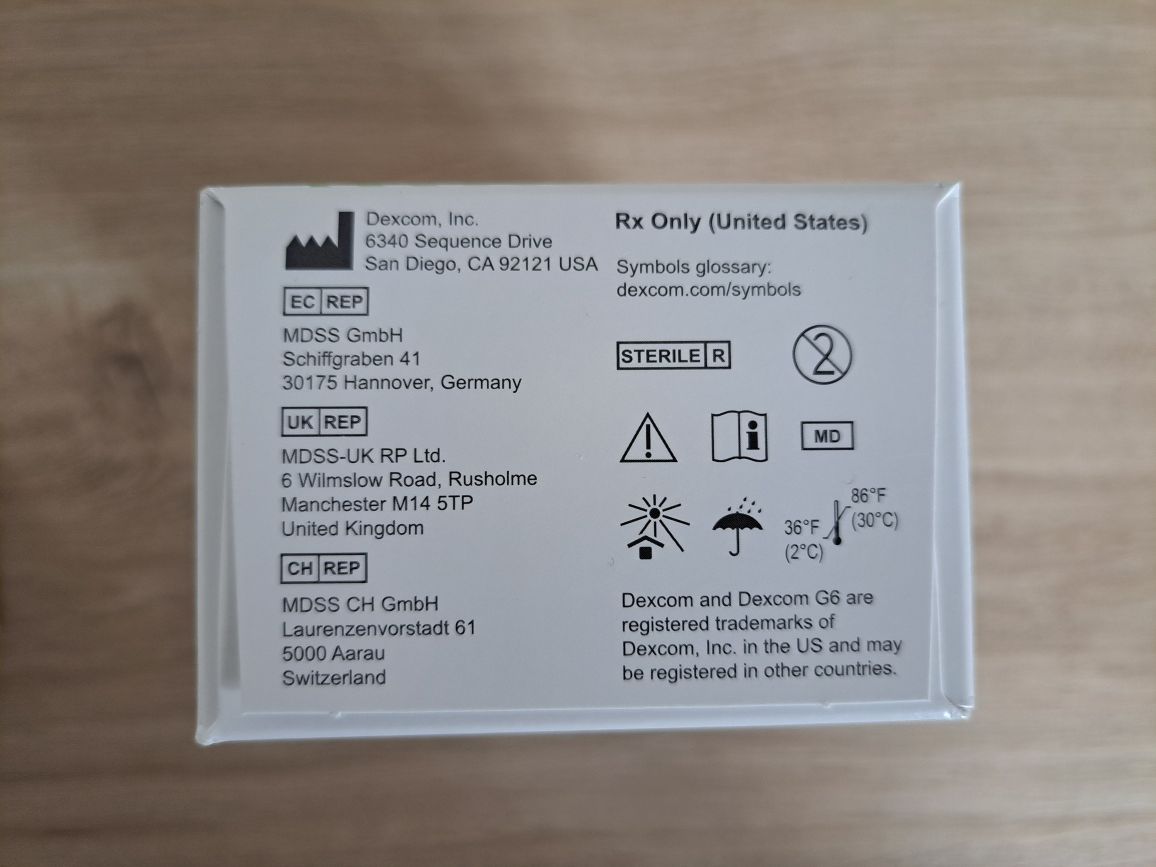 Dexcom, Inc.
6340 Sequence Drive
San Diego, CA 92121 USA
EC REP
MDSS GmbH
Schiffgraben 41
30175 Hannover, Germany
UK REP
MDSS-UK RP Ltd.
6 Wilmslow Road, Rusholme
Manchester M14 5TP
United Kingdom
CH REP
MDSS CH GmbH
Laurenzenvorstadt 61
5000 Aarau
Switzerland
Rx Only (United States)
Symbols glossary:
dexcom.com/symbols
STERILE R
2
MD
86°F
(30°C)
36°F
(2°C)
Dexcom and Dexcom G6 are
registered trademarks of
Dexcom, Inc. in the US and may
be registered in other countries.